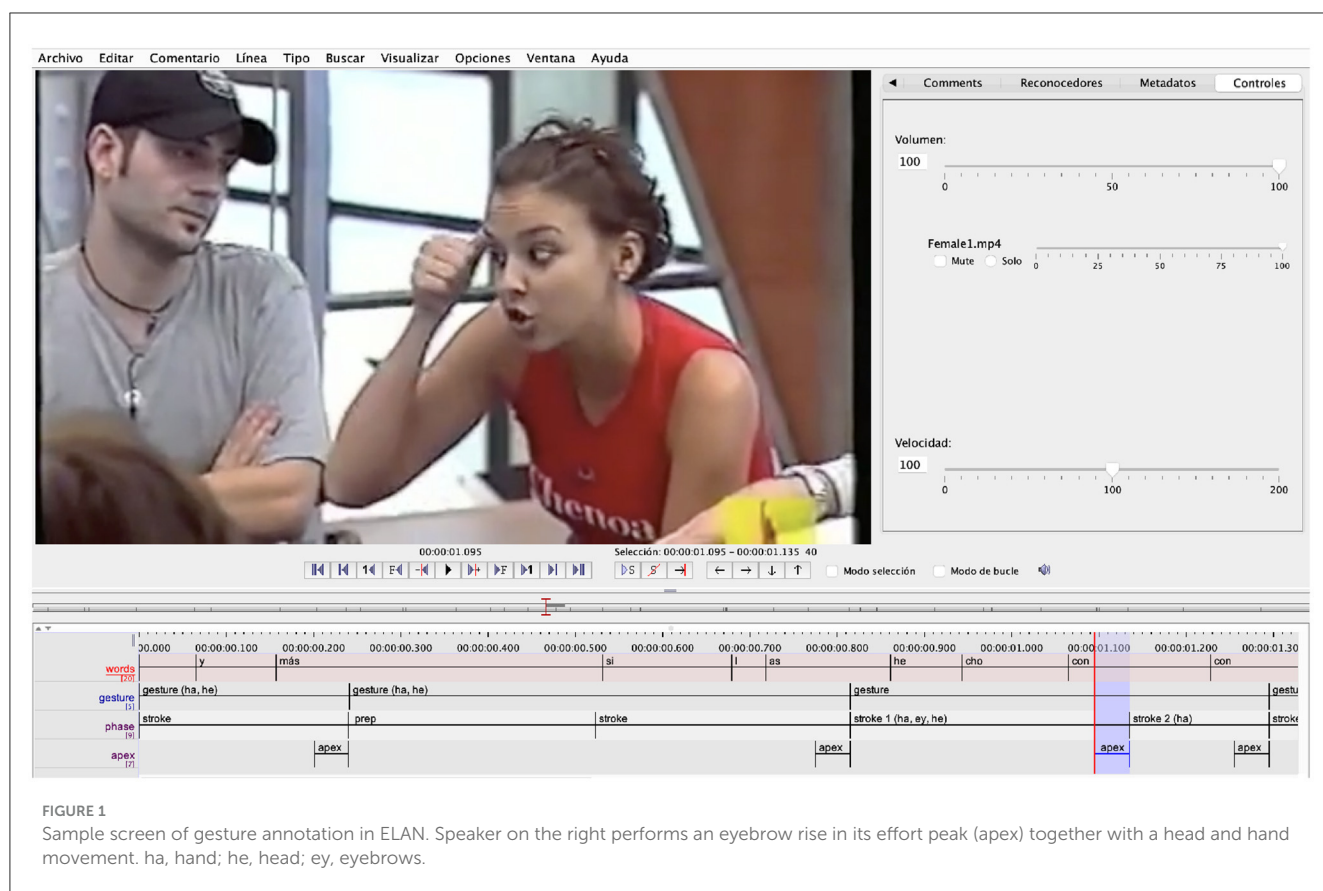 Archivo Editar Comentario Línea Tipo Buscar Visualizar Opciones Ventana Ayuda
Comments Reconocedores Metadatos Controles
Volumen:
100
0 50 100
Female1.mp4
Mute Solo
0 25 50 75 100
Velocidad:
100
0 100 200
Chenoa
00:00:01.095 Selección: 00:00:01.095 - 00:00:01.135 40
1 F F 1 S S Modo selección Modo de bucle
00.000 00:00:00.100 00:00:00.200 00:00:00.300 00:00:00.400 00:00:00.500 00:00:00.600 00:00:00.700 00:00:00.800 00:00:00.900 00:00:01.000 00:00:01.100 00:00:01.200 00:00:01.30
words y más si l as he cho con con
[20]
gesture gesture (ha, he) gesture (ha, he) gesture gestu
[5]
phase stroke prep stroke stroke 1 (ha, ey, he) stroke 2 (ha) stroke
[9]
apex apex apex apex apex
[7]
FIGURE 1
Sample screen of gesture annotation in ELAN. Speaker on the right performs an eyebrow rise in its effort peak (apex) together with a head and hand
movement. ha, hand; he, head; ey, eyebrows.